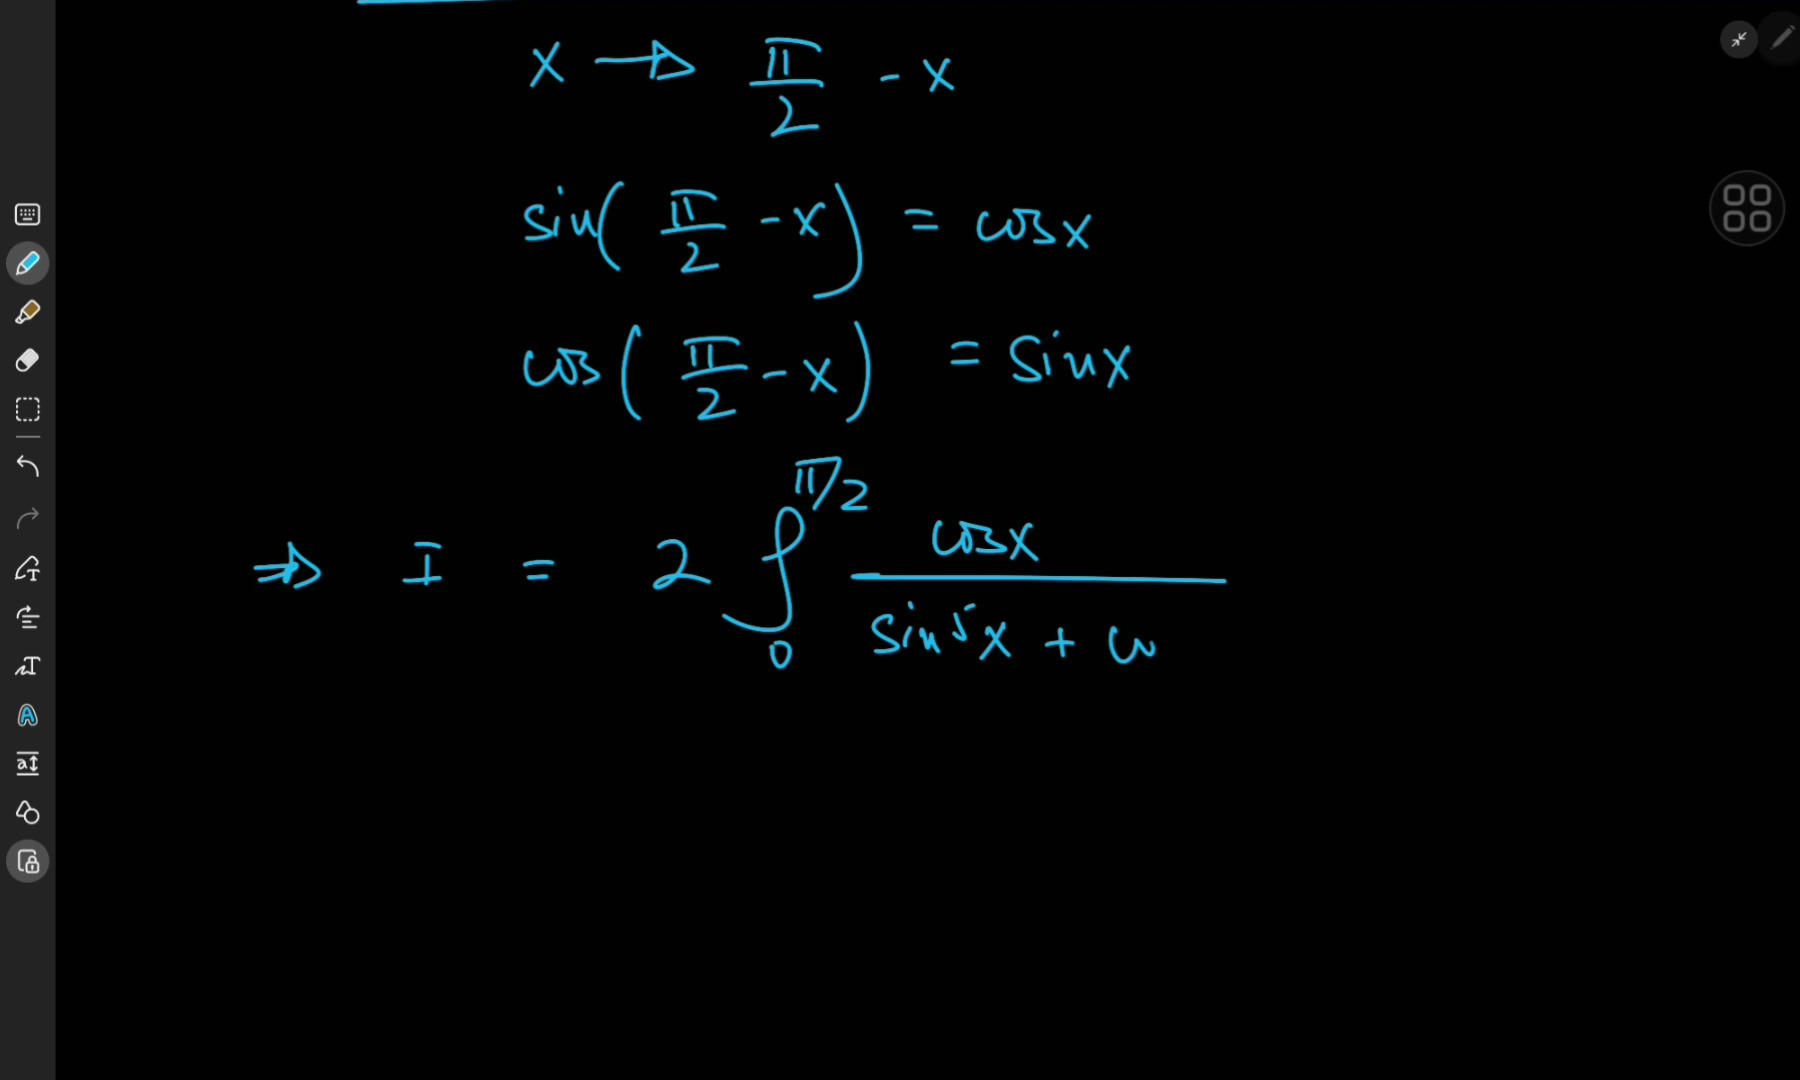 x → π/2 - x
sin(π/2 - x) = cosx
cos(π/2 - x) = sinx
⇒ I = 2 ∫₀^(π/2) cosx / (sin⁵x + co